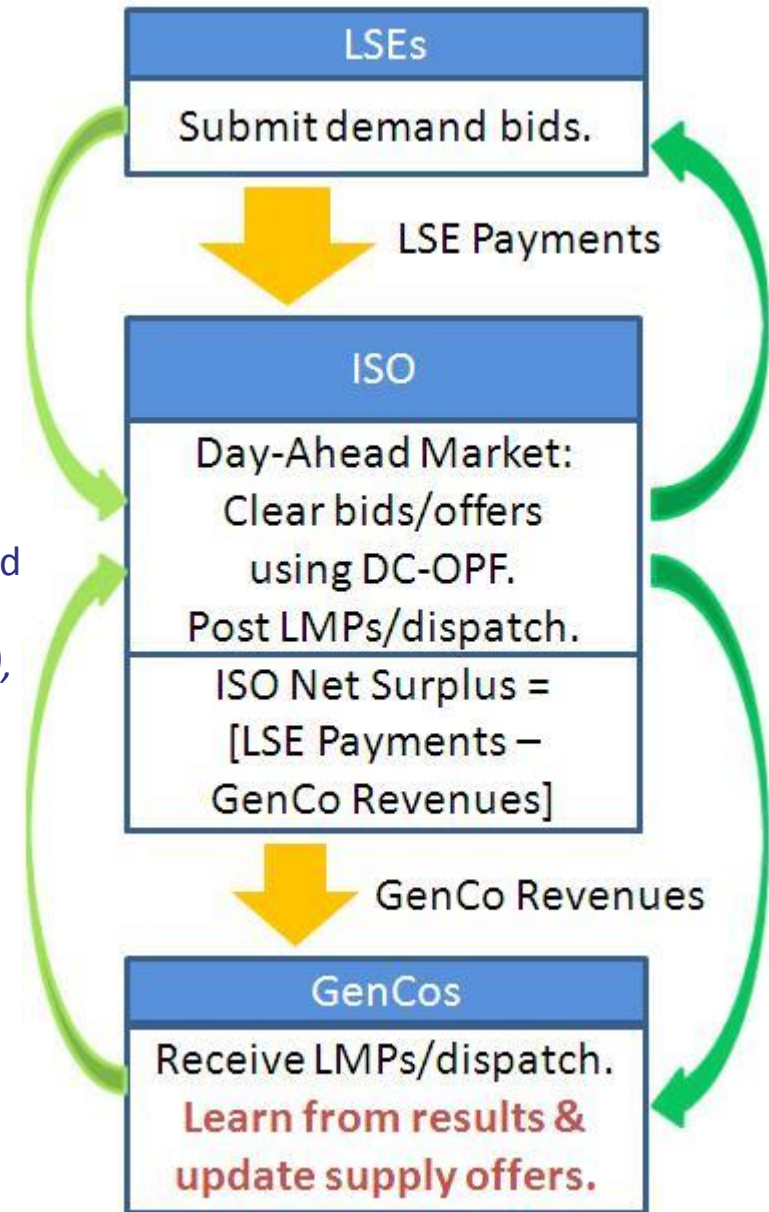 LSEs
Submit demand bids.
LSE Payments
ISO
Day-Ahead Market:
Clear bids/offers
using DC-OPF.
Post LMPs/dispatch.
ISO Net Surplus =
[LSE Payments –
GenCo Revenues]
GenCo Revenues
GenCos
Receive LMPs/dispatch.
Learn from results &
update supply offers.
d
),